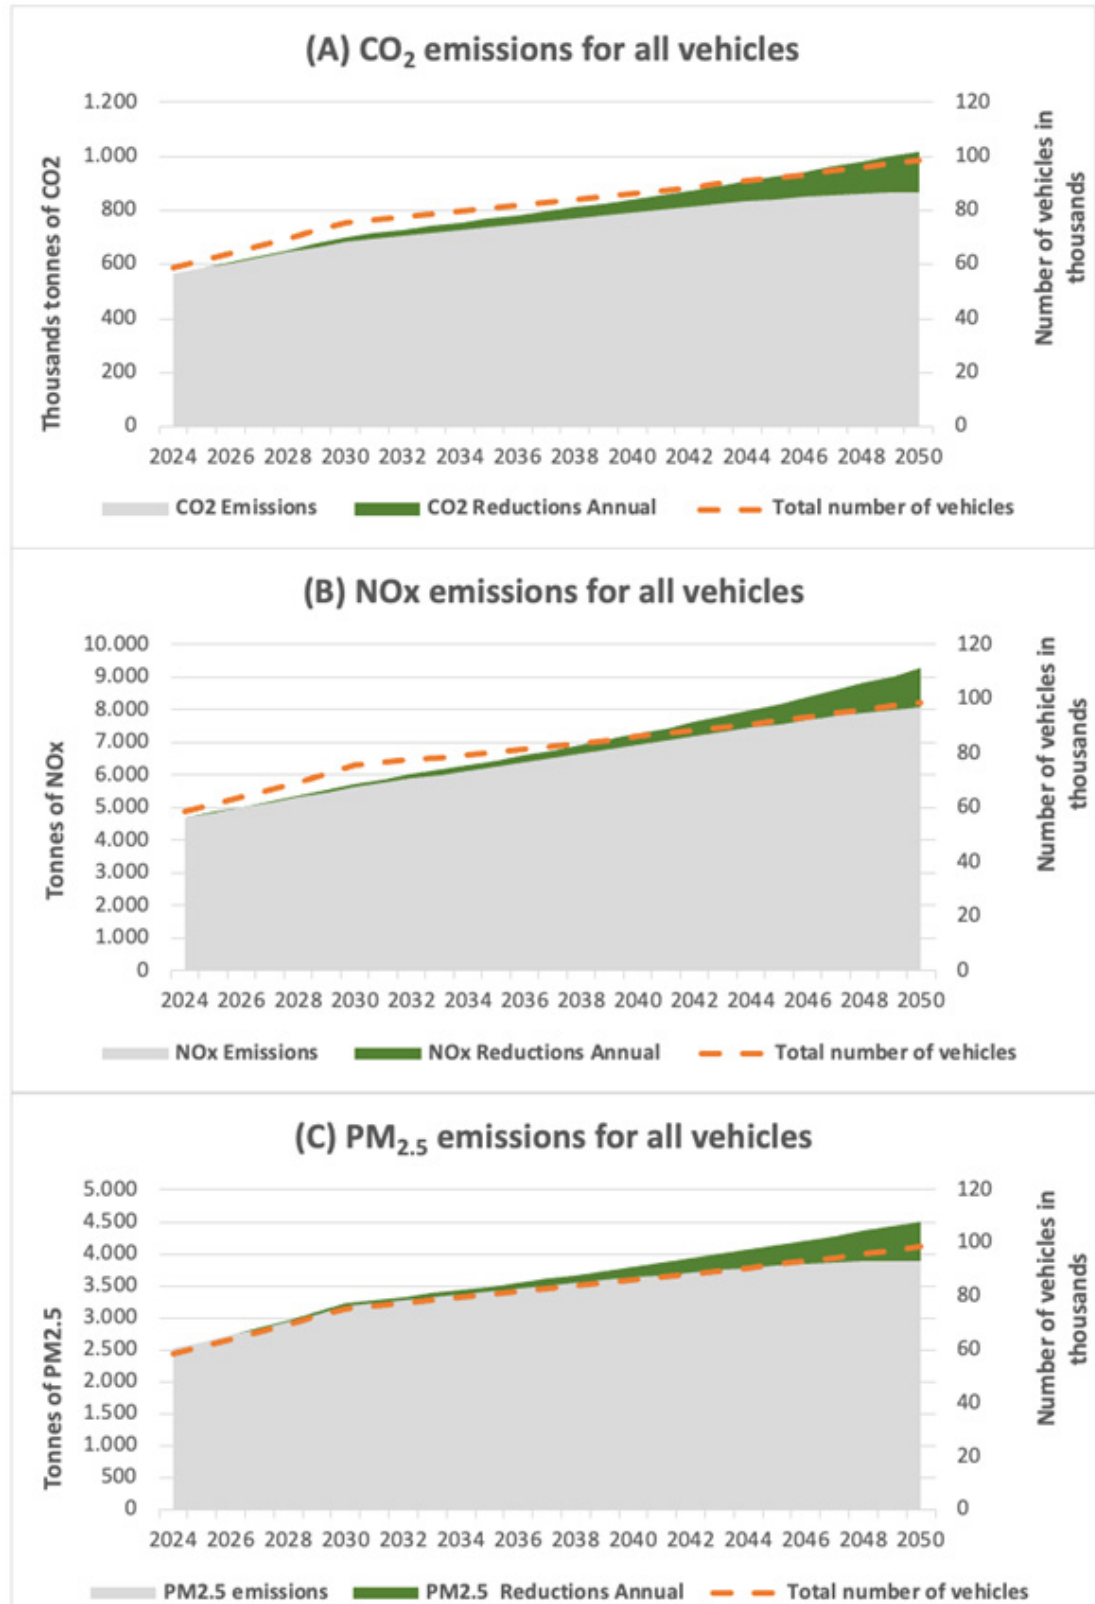 (A) CO₂ emissions for all vehicles
Thousands tonnes of CO2
1.200
1.000
800
600
400
200
0
120
100
80
60
40
20
0
Number of vehicles in
thousands
2024 2026 2028 2030 2032 2034 2036 2038 2040 2042 2044 2046 2048 2050
CO2 Emissions CO2 Reductions Annual Total number of vehicles
(B) NOx emissions for all vehicles
Tonnes of NOx
10.000
9.000
8.000
7.000
6.000
5.000
4.000
3.000
2.000
1.000
0
120
100
80
60
40
20
0
Number of vehicles in
thousands
2024 2026 2028 2030 2032 2034 2036 2038 2040 2042 2044 2046 2048 2050
NOx Emissions NOx Reductions Annual Total number of vehicles
(C) PM₂.₅ emissions for all vehicles
Tonnes of PM2.5
5.000
4.500
4.000
3.500
3.000
2.500
2.000
1.500
1.000
500
0
120
100
80
60
40
20
0
Number of vehicles in
thousands
2024 2026 2028 2030 2032 2034 2036 2038 2040 2042 2044 2046 2048 2050
PM2.5 emissions PM2.5 Reductions Annual Total number of vehicles